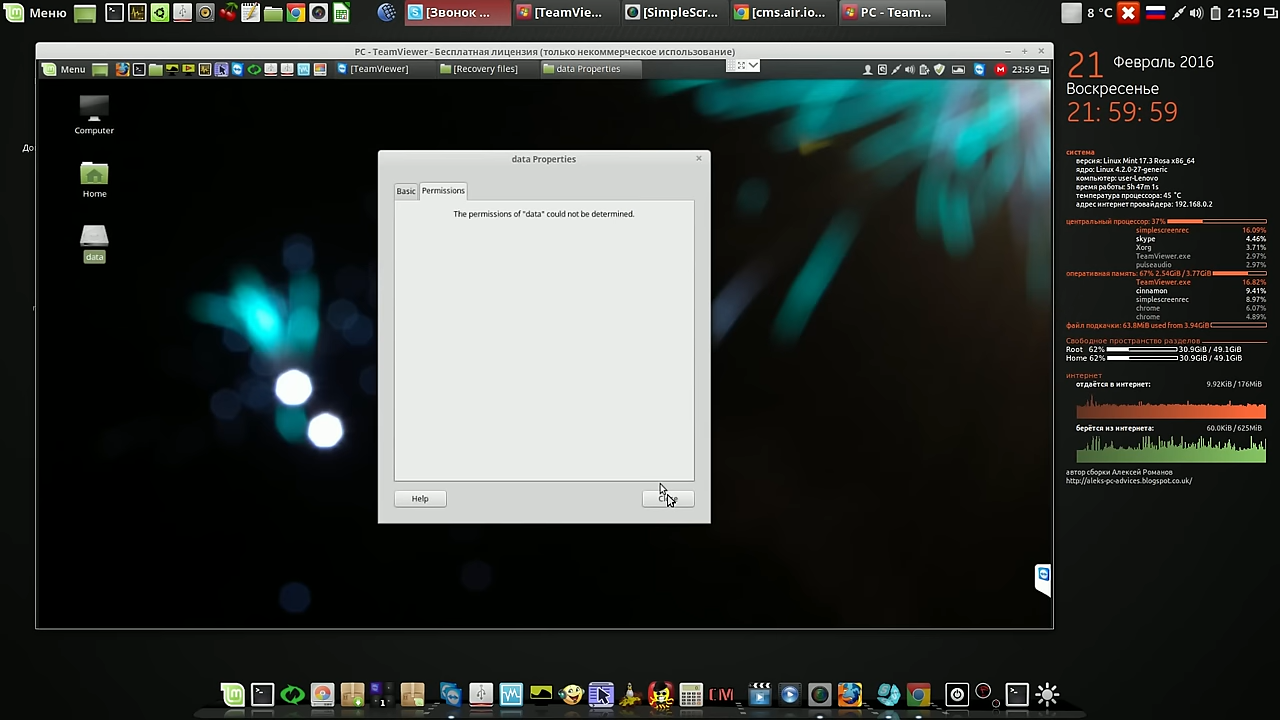 Меню
[Звонок ...
[TeamVie...
[SimpleScr...
[cms.air.io...
PC - Team...
8 °C
21:59
PC - TeamViewer - Бесплатная лицензия (только некоммерческое использование)
Menu
[TeamViewer]
[Recovery files]
data Properties
23:59
Computer
Home
data
До
data Properties
Basic
Permissions
The permissions of "data" could not be determined.
Help
21 Февраль 2016
Воскресенье
21: 59: 59
система
версия: Linux Mint 17.3 Rosa x86_64
ядро: Linux 4.2.0-27-generic
компьютер: user-Lenovo
время работы: 5h 47m 1s
температура процессора: 45 °C
адрес интернет провайдера: 192.168.0.2
центральный процессор: 37%
simplescreenrec 16.09%
skype 4.46%
Xorg 3.71%
TeamViewer.exe 2.97%
pulseaudio 2.97%
оперативная память: 67% 2.54GiB / 3.77GiB
TeamViewer.exe 16.82%
cinnamon 9.41%
simplescreenrec 8.97%
chrome 6.07%
chrome 4.89%
файл подкачки: 63.8MiB used from 3.94GiB
Свободное пространство разделов
Root 62% 30.9GiB / 49.1GiB
Home 62% 30.9GiB / 49.1GiB
интернет
отдаётся в интернет: 9.92KiB / 176MiB
берётся из интернета: 60.0KiB / 625MiB
автор сборки Алексей Романов
http://aleks-pc-advices.blogspot.co.uk/